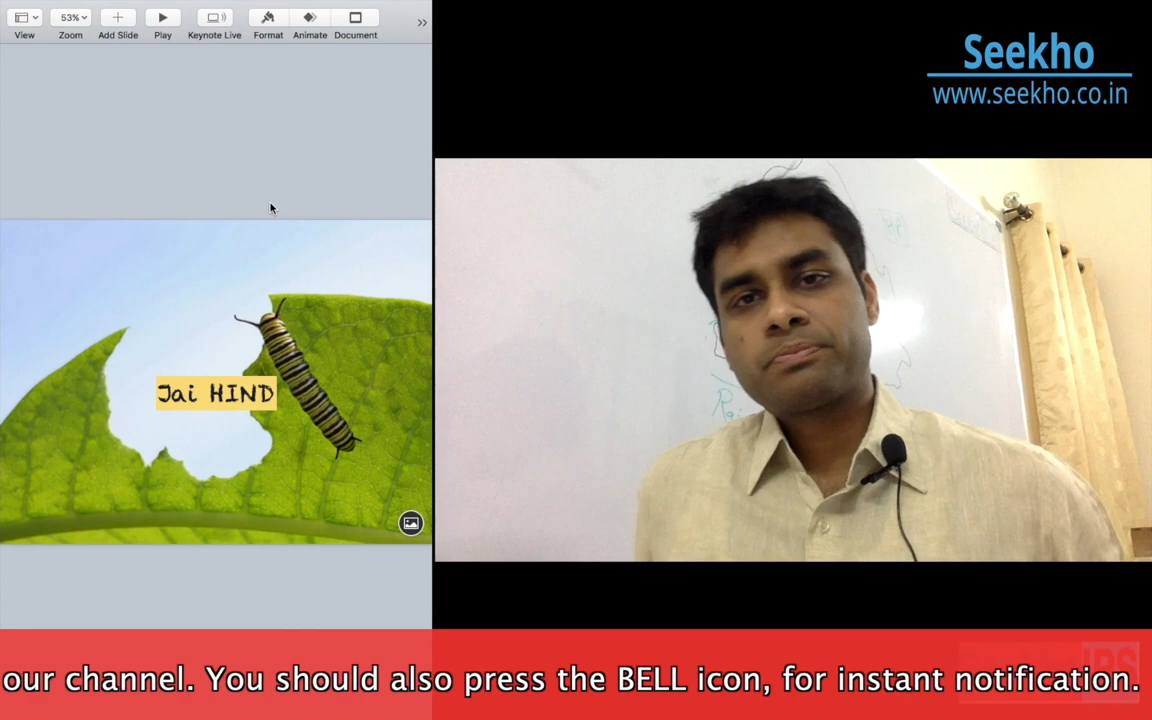 53%
View
Zoom
Add Slide
Play
Keynote Live
Format
Animate
Document
Seekho
www.seekho.co.in
Jai HIND
our channel. You should also press the BELL icon, for instant notification.